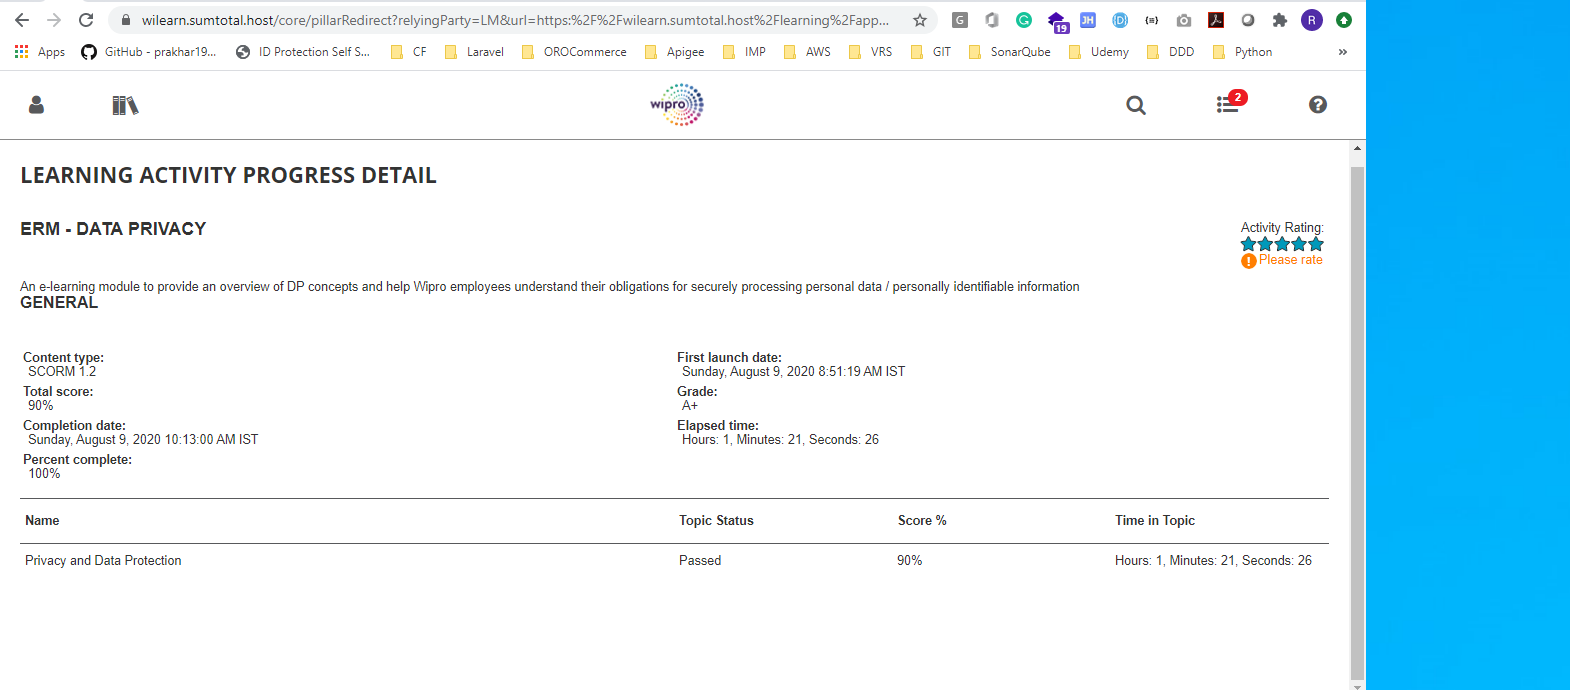 wilearn.sumtotal.host/core/pillarRedirect?relyingParty=LM&url=https:%2F%2Fwilearn.sumtotal.host%2Flearning%2Fapp...
G
19
JH
{≡}
R
Apps
GitHub - prakhar19...
ID Protection Self S...
CF
Laravel
OROCommerce
Apigee
IMP
AWS
VRS
GIT
SonarQube
Udemy
DDD
Python
»
wipro
2
LEARNING ACTIVITY PROGRESS DETAIL
ERM - DATA PRIVACY
Activity Rating:
Please rate
An e-learning module to provide an overview of DP concepts and help Wipro employees understand their obligations for securely processing personal data / personally identifiable information
GENERAL
Content type:
SCORM 1.2
First launch date:
Sunday, August 9, 2020 8:51:19 AM IST
Total score:
90%
Grade:
A+
Completion date:
Sunday, August 9, 2020 10:13:00 AM IST
Elapsed time:
Hours: 1, Minutes: 21, Seconds: 26
Percent complete:
100%
Name Topic Status Score % Time in Topic
Privacy and Data Protection Passed 90% Hours: 1, Minutes: 21, Seconds: 26